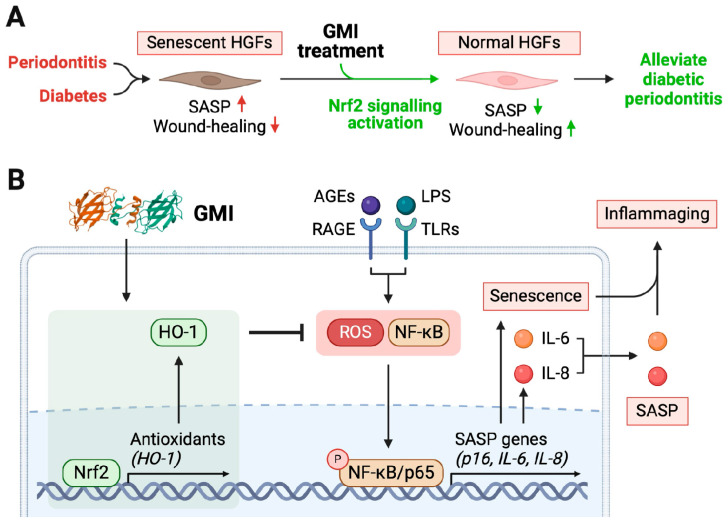 A
Periodontitis
Diabetes
Senescent HGFs
SASP
Wound-healing
GMI
treatment
Nrf2 signalling
activation
Normal HGFs
SASP
Wound-healing
Alleviate
diabetic
periodontitis
B
GMI
AGEs
LPS
RAGE
TLRs
Inflammaging
Senescence
HO-1
ROS
NF-κB
IL-6
IL-8
SASP
Antioxidants
(HO-1)
Nrf2
P
NF-κB/p65
SASP genes
(p16, IL-6, IL-8)